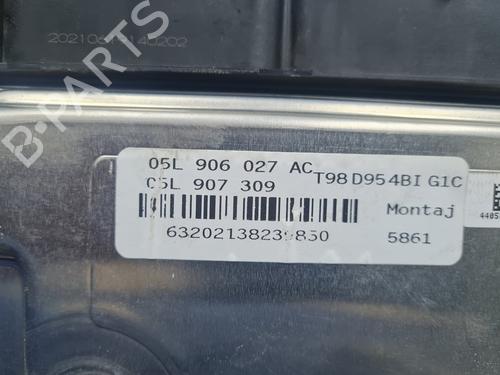 B-PARTS
05L 906 027 AC T98 D954BI G1C
05L 907 309
Montaj
63202138239850 5861